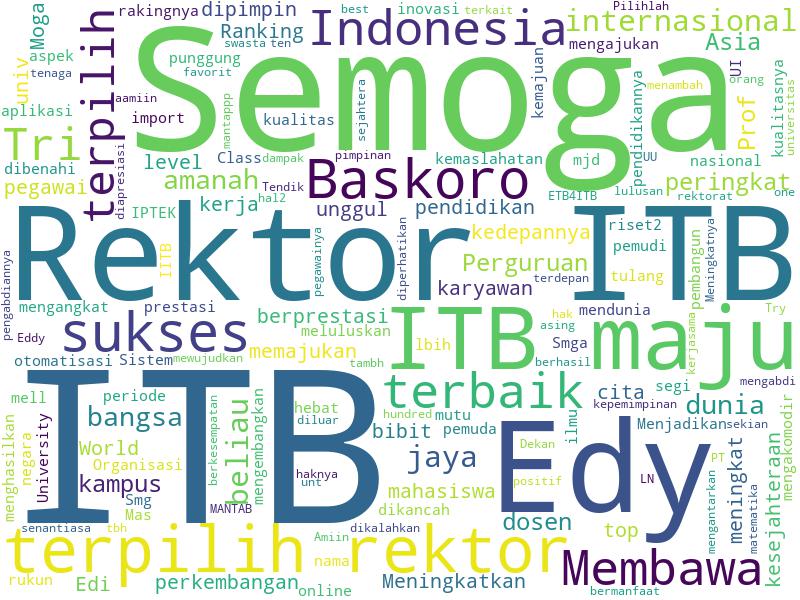 rakingnya
dipimpin
best
inovasi
terkait
Pilihlah
Moga
terpilih
Ranking
swasta
ten
Indonesia
internasional
mengajukan
Asia
univ
aspek
tenaga
punggung
favorit
Semoga
kemajuan
UI
menambah
orang
Prof
kualitasnya
universitas
aplikasi
aamiin
import
mantappp
kualitas
sejahtera
pendidikannya
Tri
diapresiasi
level
Class
dampak
pimpinan
kemaslahatan
mjd
UU
nasional
dibenahi
pegawai
amanah
Tendik
Baskoro
ETB4ITB
lulusan
peringkat
rektorat
one
IPTEK
kerja
hal2
unggul
pendidikan
kedepannya
riset2
pemudi
Rektor
ITB
IITB
pegawainya
diperhatikan
Perguruan
terdepan
tulang
pembangun
Meningkatnya
pengabdiannya
karyawan
mengangkat
prestasi
berprestasi
mendunia
hak
asing
Try
Eddy
sukses
meluluskan
ITB
lbih
Smga
maju
kerjasama
otomatisasi
Sistem
mewujudkan
memajukan
tambh
berhasil
terbaik
cita
segi
mengabdi
mell
periode
hebat
diluar
hundred
mutu
kepemimpinan
dunia
ITB
bangsa
berkesempatan
beliau
mengembangkan
bibit
pemuda
ilmu
Menjadikan
sekian
menghasilkan
negara
University
World
Organisasi
haknya
unt
jaya
Dekan
Edy
LN
PT
meningkat
kesejahteraan
mengakomodir
kampus
Smg
Mas
MANTAB
mahasiswa
positif
dikancah
dosen
top
mengantarkan
matematika
senantiasa
tbh
dikalahkan
terpilih
Amiin
rektor
nama
Membawa
rukun
Edi
perkembangan
online
Meningkatkan
bermanfaat